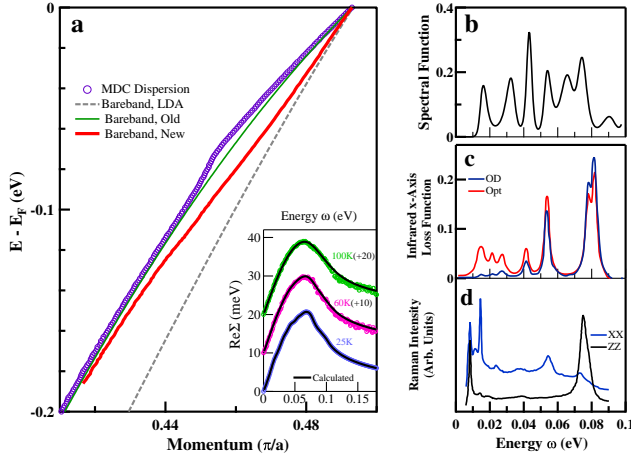 a
MDC Dispersion
Bareband, LDA
Bareband, Old
Bareband, New
E - E_F (eV)
0
-0.1
-0.2
0.44
0.48
Momentum (π/a)
Energy ω (eV)
ReΣ (meV)
40
20
0
100K(+20)
60K(+10)
25K
Calculated
0
0.05
0.1
0.15
b
Spectral Function
0.4
0.2
0
c
OD
Opt
Infrared x-Axis
Loss Function
0.2
0.1
0
d
XX
ZZ
Raman Intensity
(Arb. Units)
0
0.02
0.04
0.06
0.08
0.1
Energy ω (eV)